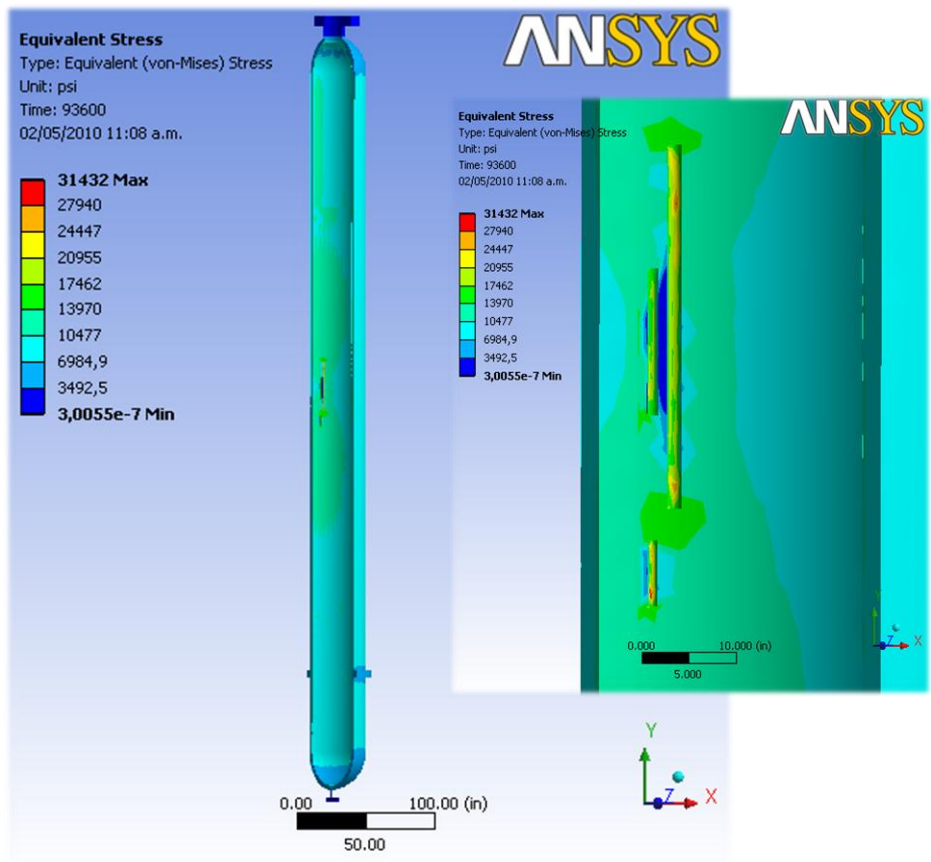 Equivalent Stress
Type: Equivalent (von-Mises) Stress
Unit: psi
Time: 93600
02/05/2010 11:08 a.m.
31432 Max
27940
24447
20955
17462
13970
10477
6984,9
3492,5
3,0055e-7 Min
ANSYS
0.00
100.00 (in)
50.00
Y
Z
X
Equivalent Stress
Type: Equivalent (von-Mises) Stress
Unit: psi
Time: 93600
02/05/2010 11:08 a.m.
31432 Max
27940
24447
20955
17462
13970
10477
6984,9
3492,5
3,0055e-7 Min
ANSYS
0.000
10.000 (in)
5.000
Y
Z
X